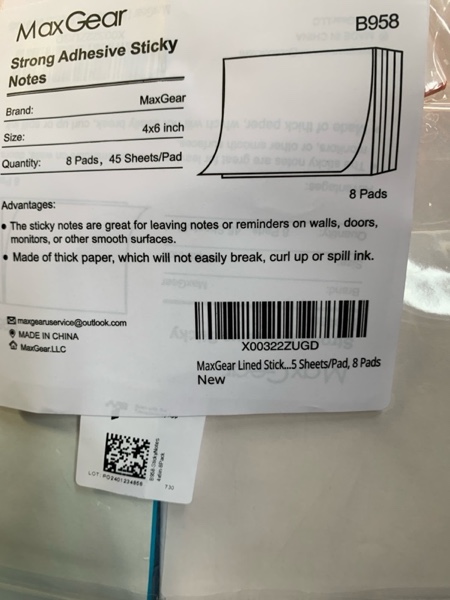 MaxGear
B958
Strong Adhesive Sticky
Notes
Brand: MaxGear
Size: 4x6 inch
Quantity: 8 Pads, 45 Sheets/Pad
8 Pads
Advantages:
• The sticky notes are great for leaving notes or reminders on walls, doors,
monitors, or other smooth surfaces.
• Made of thick paper, which will not easily break, curl up or spill ink.
maxgearuservice@outlook.com
MADE IN CHINA
MaxGear.LLC
X00322ZUGD
MaxGear Lined Stick...5 Sheets/Pad, 8 Pads
New
T30